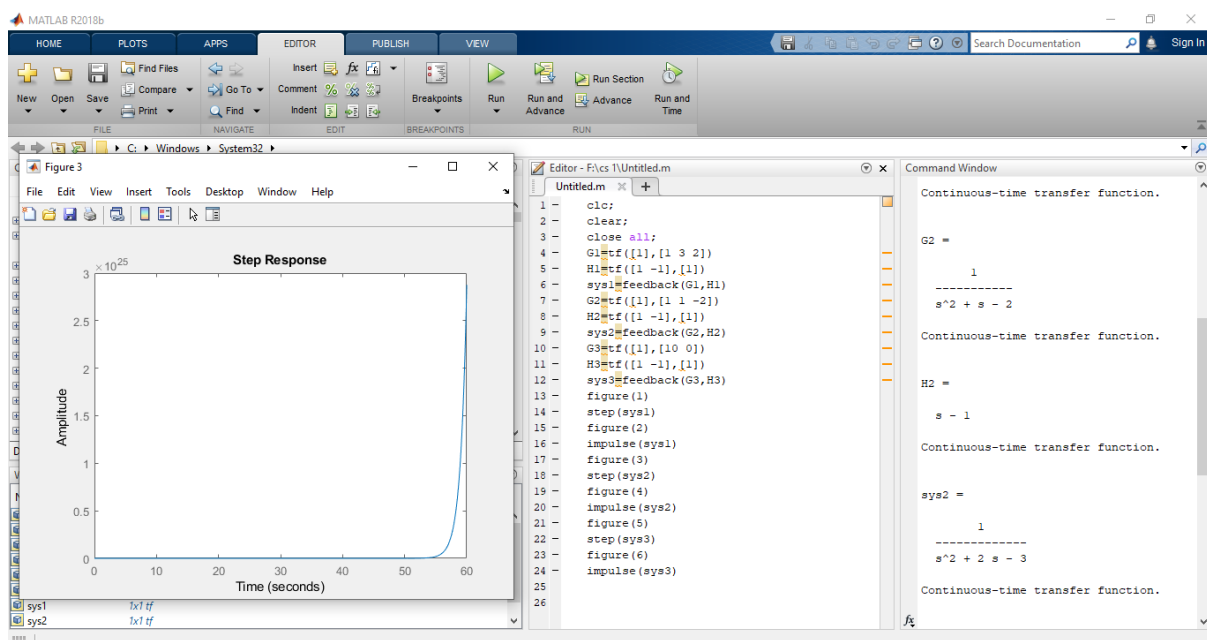 MATLAB R2018b
HOME PLOTS APPS EDITOR PUBLISH VIEW
Search Documentation
Sign In
New Open Save
Find Files
Compare
Print
Go To
Find
Insert
Comment
Indent
Breakpoints
Run
Run and Advance
Run Section
Advance
Run and Time
FILE NAVIGATE EDIT BREAKPOINTS RUN
C: Windows System32
Figure 3
File Edit View Insert Tools Desktop Window Help
Step Response
×10^25
3
2.5
2
1.5
1
0.5
0
Amplitude
0 10 20 30 40 50 60
Time (seconds)
sys1 1x1 tf
sys2 1x1 tf
Editor - F:\cs 1\Untitled.m
Untitled.m
1 clc;
2 clear;
3 close all;
4 G1=tf([1],[1 3 2])
5 H1=tf([1 -1],[1])
6 sys1=feedback(G1,H1)
7 G2=tf([1],[1 1 -2])
8 H2=tf([1 -1],[1])
9 sys2=feedback(G2,H2)
10 G3=tf([1],[10 0])
11 H3=tf([1 -1],[1])
12 sys3=feedback(G3,H3)
13 figure(1)
14 step(sys1)
15 figure(2)
16 impulse(sys1)
17 figure(3)
18 step(sys2)
19 figure(4)
20 impulse(sys2)
21 figure(5)
22 step(sys3)
23 figure(6)
24 impulse(sys3)
25
26
Command Window
Continuous-time transfer function.
G2 =
1
-----------
s^2 + s - 2
Continuous-time transfer function.
H2 =
s - 1
Continuous-time transfer function.
sys2 =
1
-------------
s^2 + 2 s - 3
Continuous-time transfer function.
fx